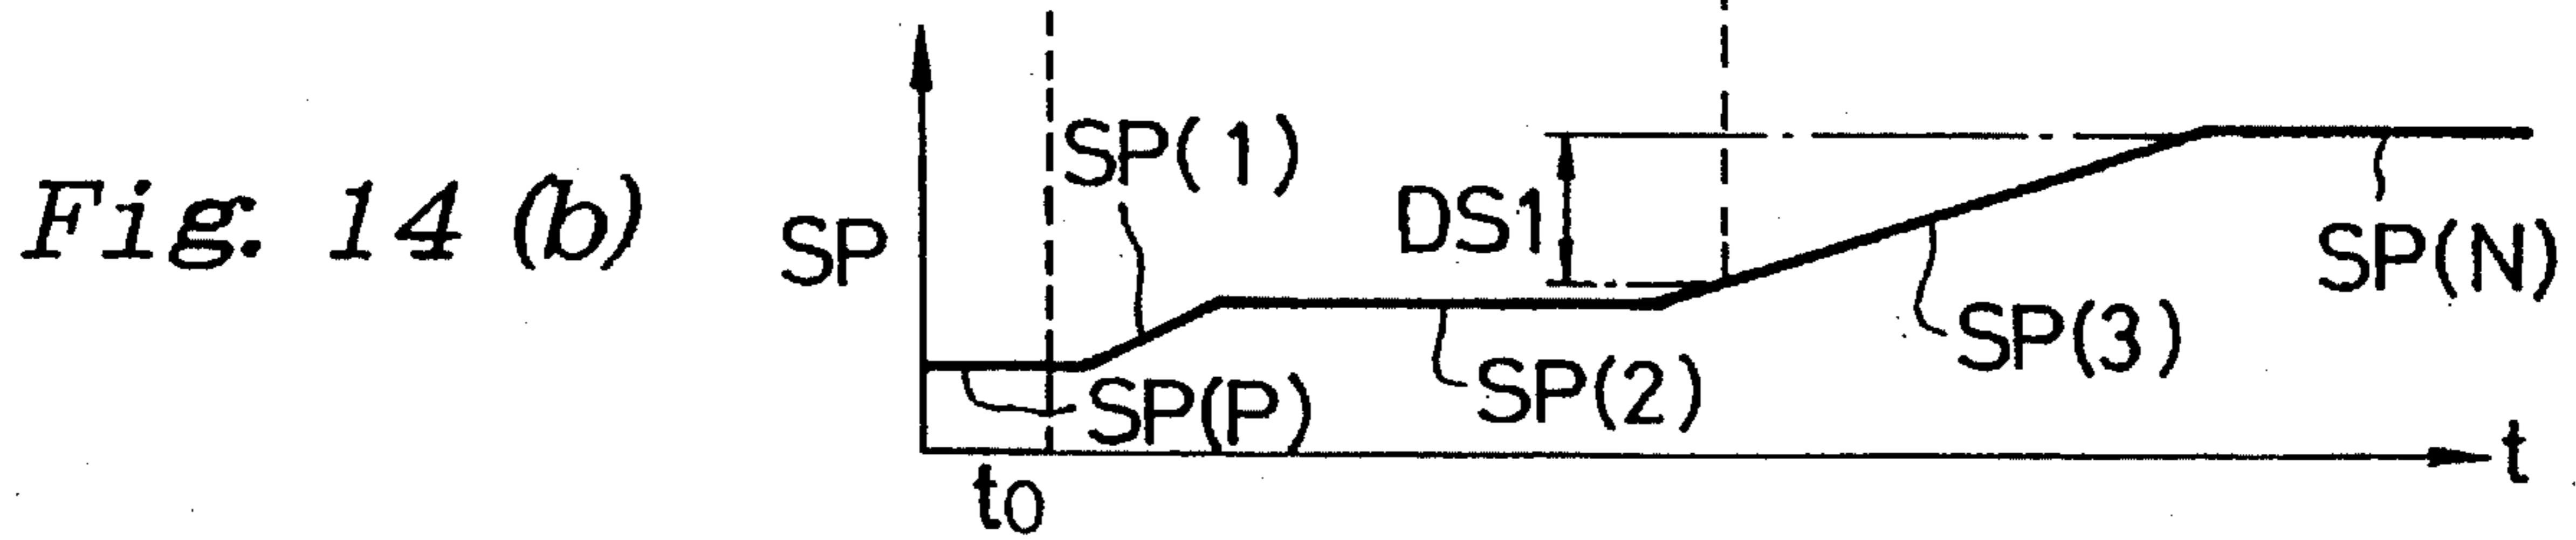 Fig. 14 (b)
SP
SP(1)
DS1
SP(N)
SP(3)
SP(2)
SP(P)
t
t0